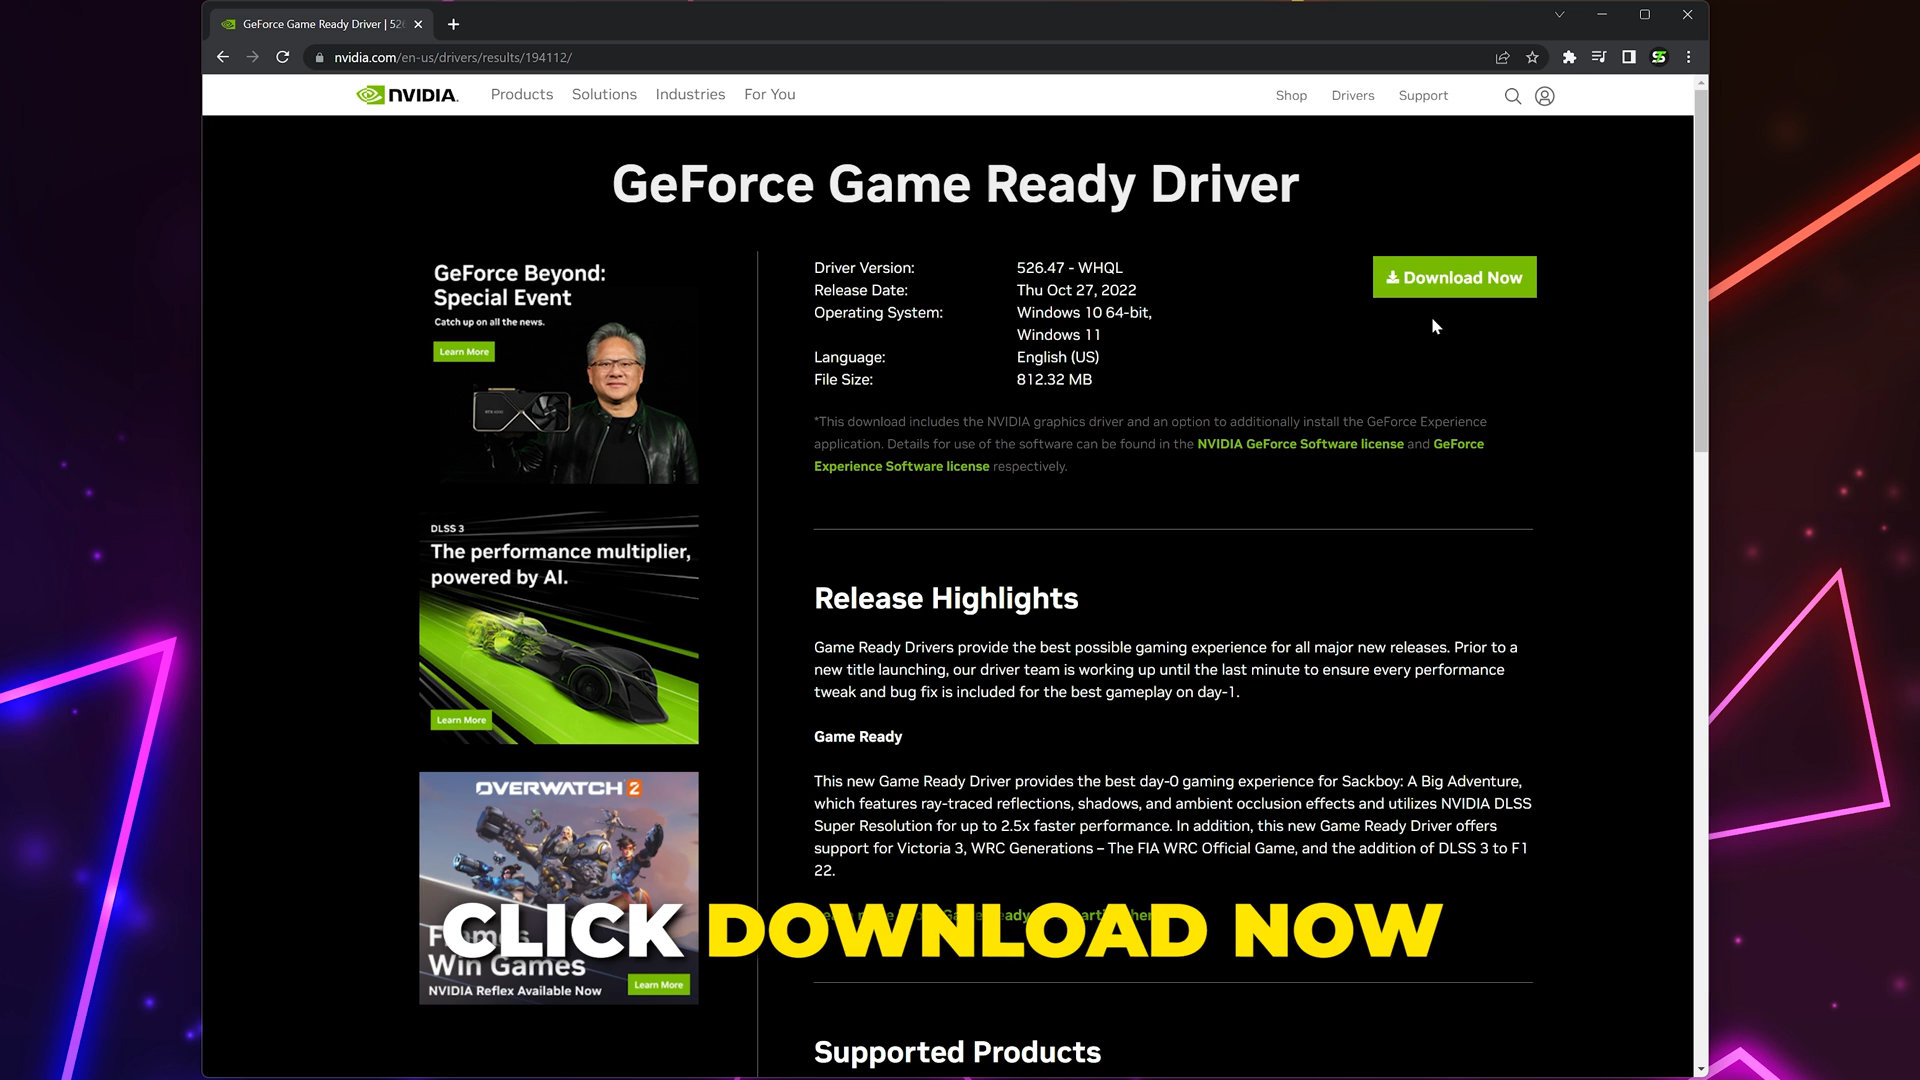 GeForce Game Ready Driver | 526
nvidia.com/en-us/drivers/results/194112/
NVIDIA.
Products Solutions Industries For You
Shop Drivers Support
GeForce Game Ready Driver
GeForce Beyond:
Special Event
Catch up on all the news.
Learn More
DLSS 3
The performance multiplier,
powered by AI.
Learn More
OVERWATCH 2
Frames
Win Games
NVIDIA Reflex Available Now
Learn More
Driver Version: 526.47 - WHQL
Release Date: Thu Oct 27, 2022
Operating System: Windows 10 64-bit,
Windows 11
Language: English (US)
File Size: 812.32 MB
Download Now
*This download includes the NVIDIA graphics driver and an option to additionally install the GeForce Experience
application. Details for use of the software can be found in the NVIDIA GeForce Software license and GeForce
Experience Software license respectively.
Release Highlights
Game Ready Drivers provide the best possible gaming experience for all major new releases. Prior to a
new title launching, our driver team is working up until the last minute to ensure every performance
tweak and bug fix is included for the best gameplay on day-1.
Game Ready
This new Game Ready Driver provides the best day-0 gaming experience for Sackboy: A Big Adventure,
which features ray-traced reflections, shadows, and ambient occlusion effects and utilizes NVIDIA DLSS
Super Resolution for up to 2.5x faster performance. In addition, this new Game Ready Driver offers
support for Victoria 3, WRC Generations – The FIA WRC Official Game, and the addition of DLSS 3 to F1
22.
CLICK DOWNLOAD NOW
Supported Products